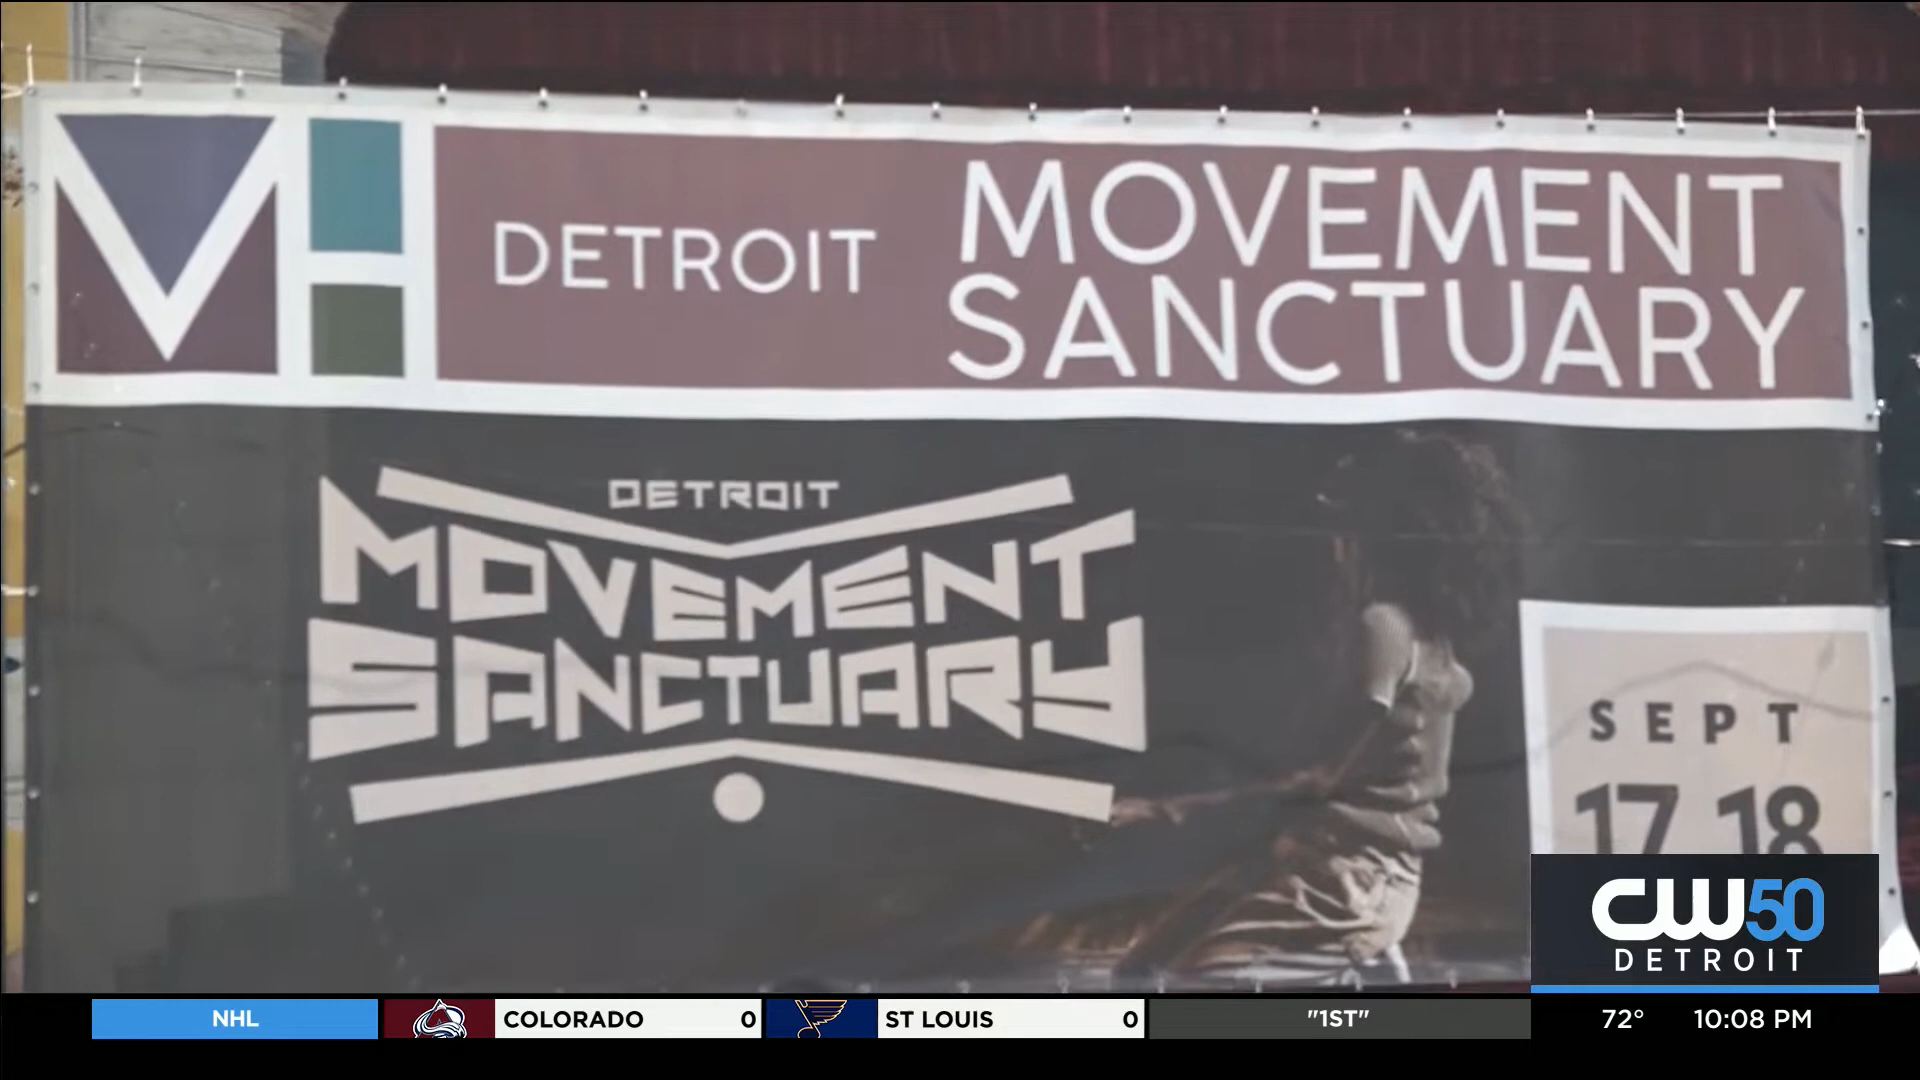 DETROIT
MOVEMENT
SANCTUARY
DETROIT
MOVEMENT
SANCTUARY
SEPT
17 18
CW50
DETROIT
NHL
COLORADO 0
ST LOUIS 0
"1ST"
72° 10:08 PM